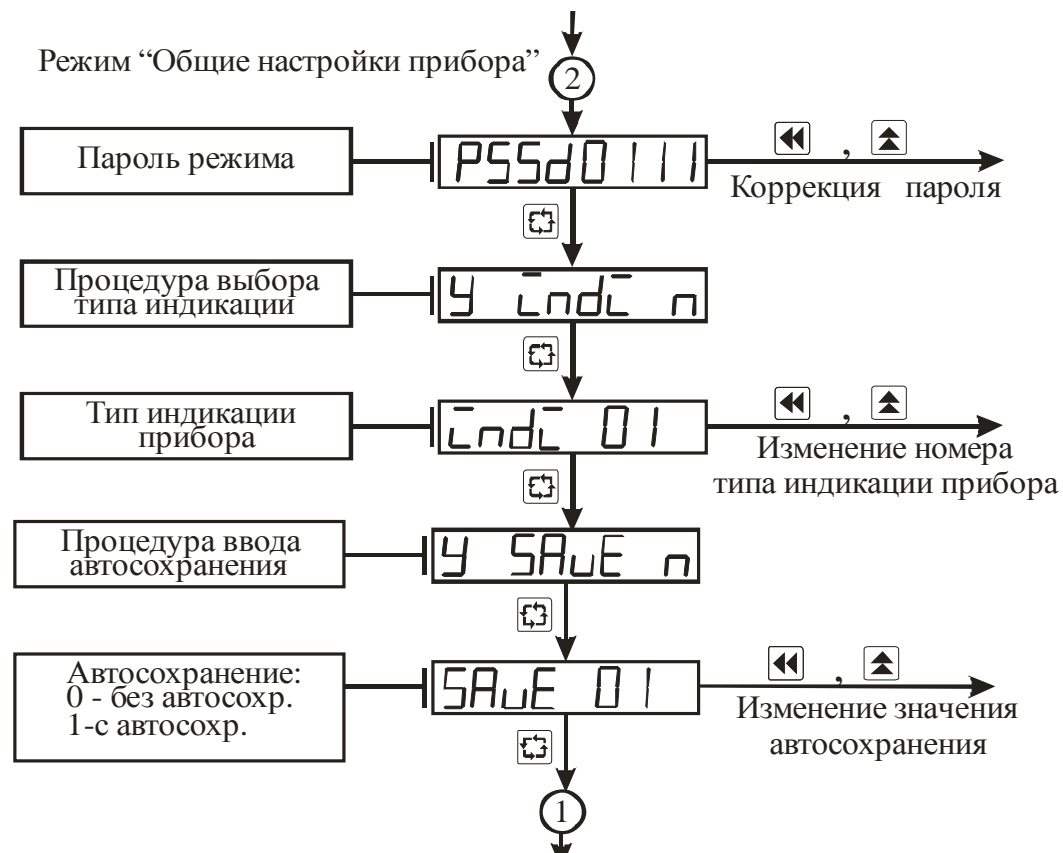 Режим “Общие настройки прибора”
2
Пароль режима
PSSd0111
,
Коррекция пароля
Процедура выбора
типа индикации
Y indi n
Тип индикации
прибора
indi 01
,
Изменение номера
типа индикации прибора
Процедура ввода
автосохранения
Y SAvE n
Автосохранение:
0 - без автосохр.
1-с автосохр.
SAvE 01
,
Изменение значения
автосохранения
1